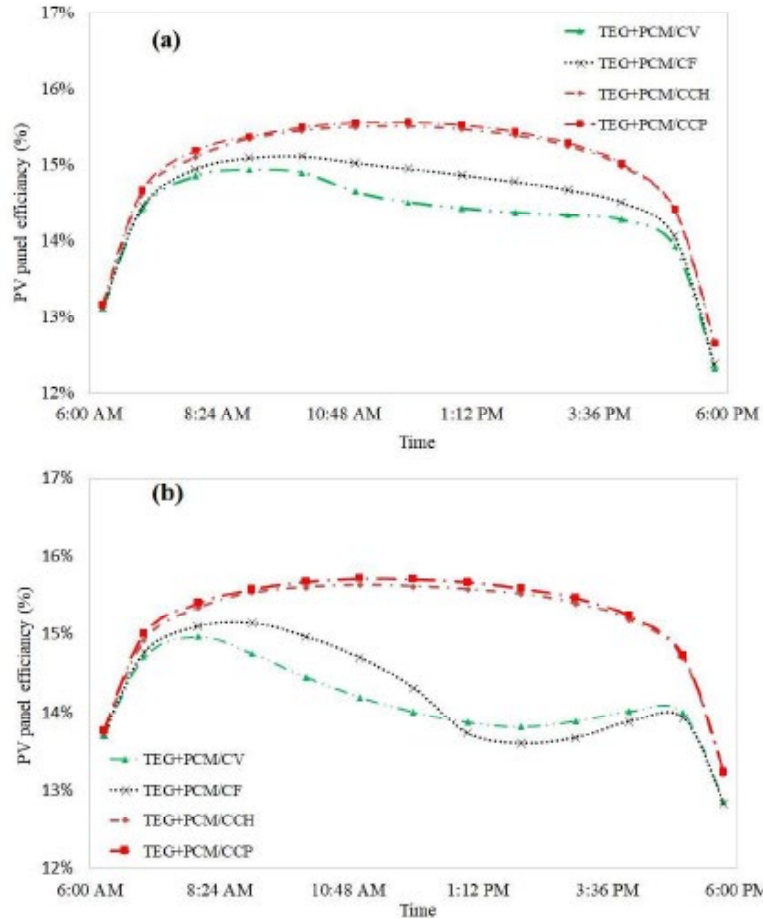 17%
(a)
TEG+PCM/CV
TEG+PCM/CF
TEG+PCM/CCH
TEG+PCM/CCP
16%
15%
14%
13%
12%
PV panel efficiancy (%)
6:00 AM 8:24 AM 10:48 AM 1:12 PM 3:36 PM 6:00 PM
Time
17%
(b)
16%
15%
14%
13%
12%
PV panel efficiancy (%)
TEG+PCM/CV
TEG+PCM/CF
TEG+PCM/CCH
TEG+PCM/CCP
6:00 AM 8:24 AM 10:48 AM 1:12 PM 3:36 PM 6:00 PM
Time